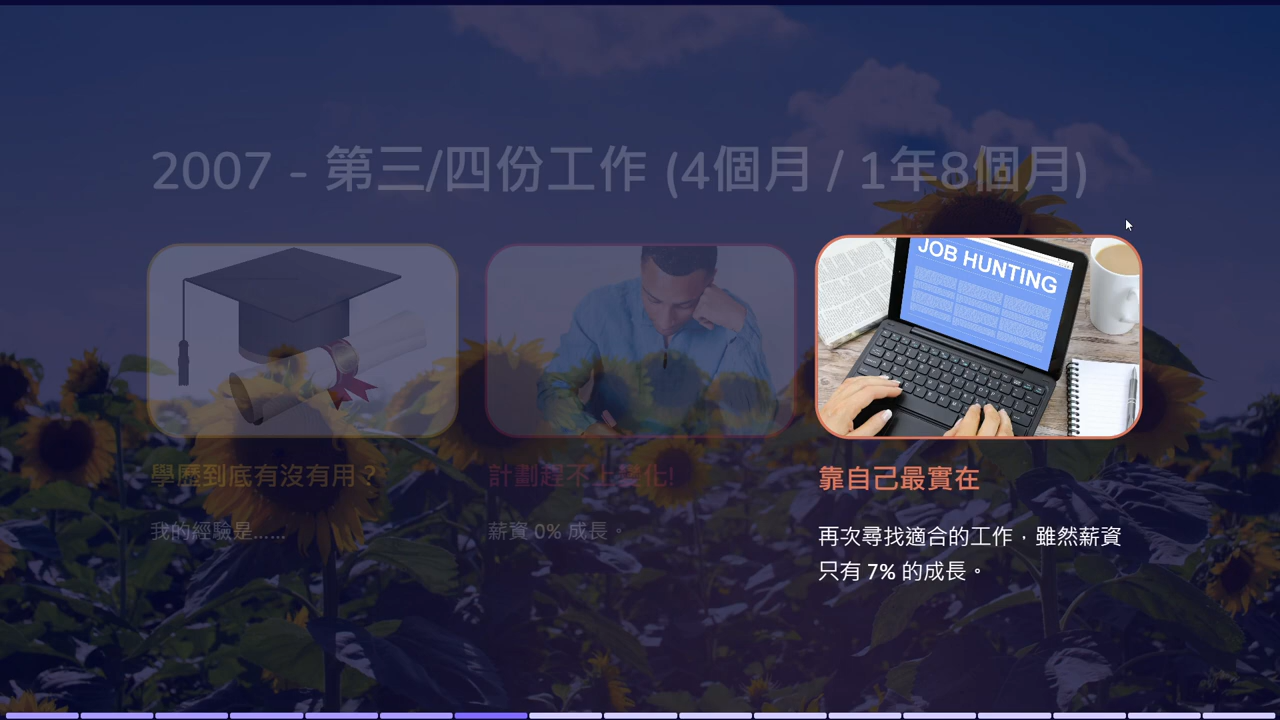 2007 - 第三/四份工作 (4個月 / 1年8個月)
JOB HUNTING
學歷到底有沒有用？
我的經驗是......
計劃趕不上變化!
薪資 0% 成長。
靠自己最實在
再次尋找適合的工作，雖然薪資
只有 7% 的成長。